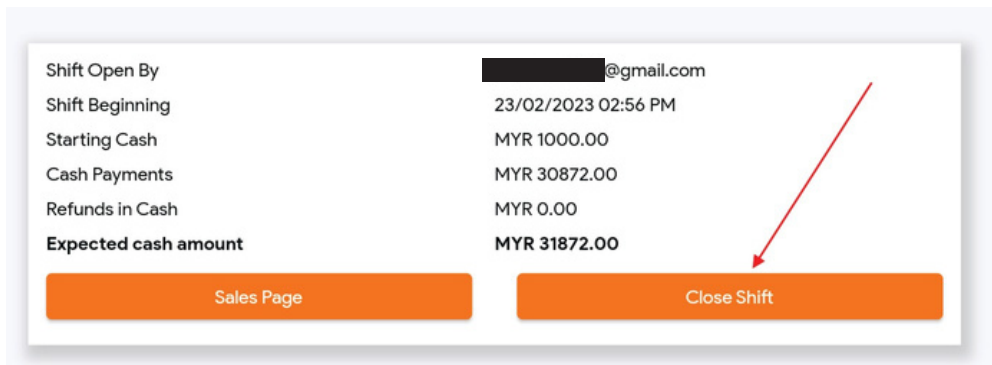 Shift Open By @gmail.com
Shift Beginning 23/02/2023 02:56 PM
Starting Cash MYR 1000.00
Cash Payments MYR 30872.00
Refunds in Cash MYR 0.00
Expected cash amount MYR 31872.00
Sales Page Close Shift